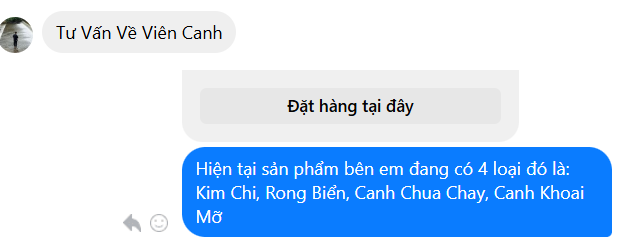 Tư Vấn Về Viên Canh
Đặt hàng tại đây
Hiện tại sản phẩm bên em đang có 4 loại đó là:
Kim Chi, Rong Biển, Canh Chua Chay, Canh Khoai
Mỡ